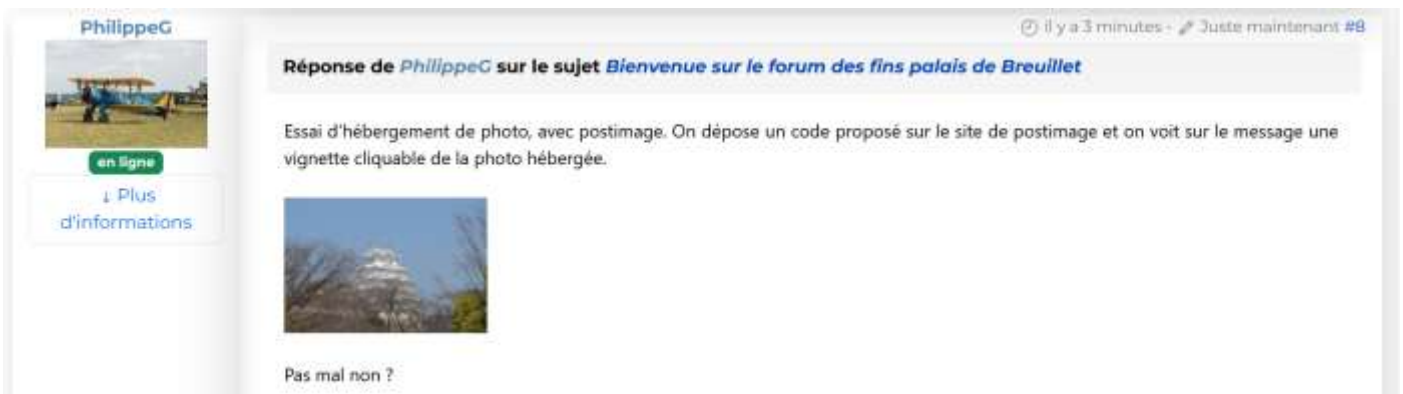 PhilippeG
il y a 3 minutes - Juste maintenant #8
Réponse de PhilippeG sur le sujet Bienvenue sur le forum des fins palais de Breuillet
en ligne
↓ Plus
d'informations
Essai d'hébergement de photo, avec postimage. On dépose un code proposé sur le site de postimage et on voit sur le message une
vignette cliquable de la photo hébergée.
Pas mal non ?